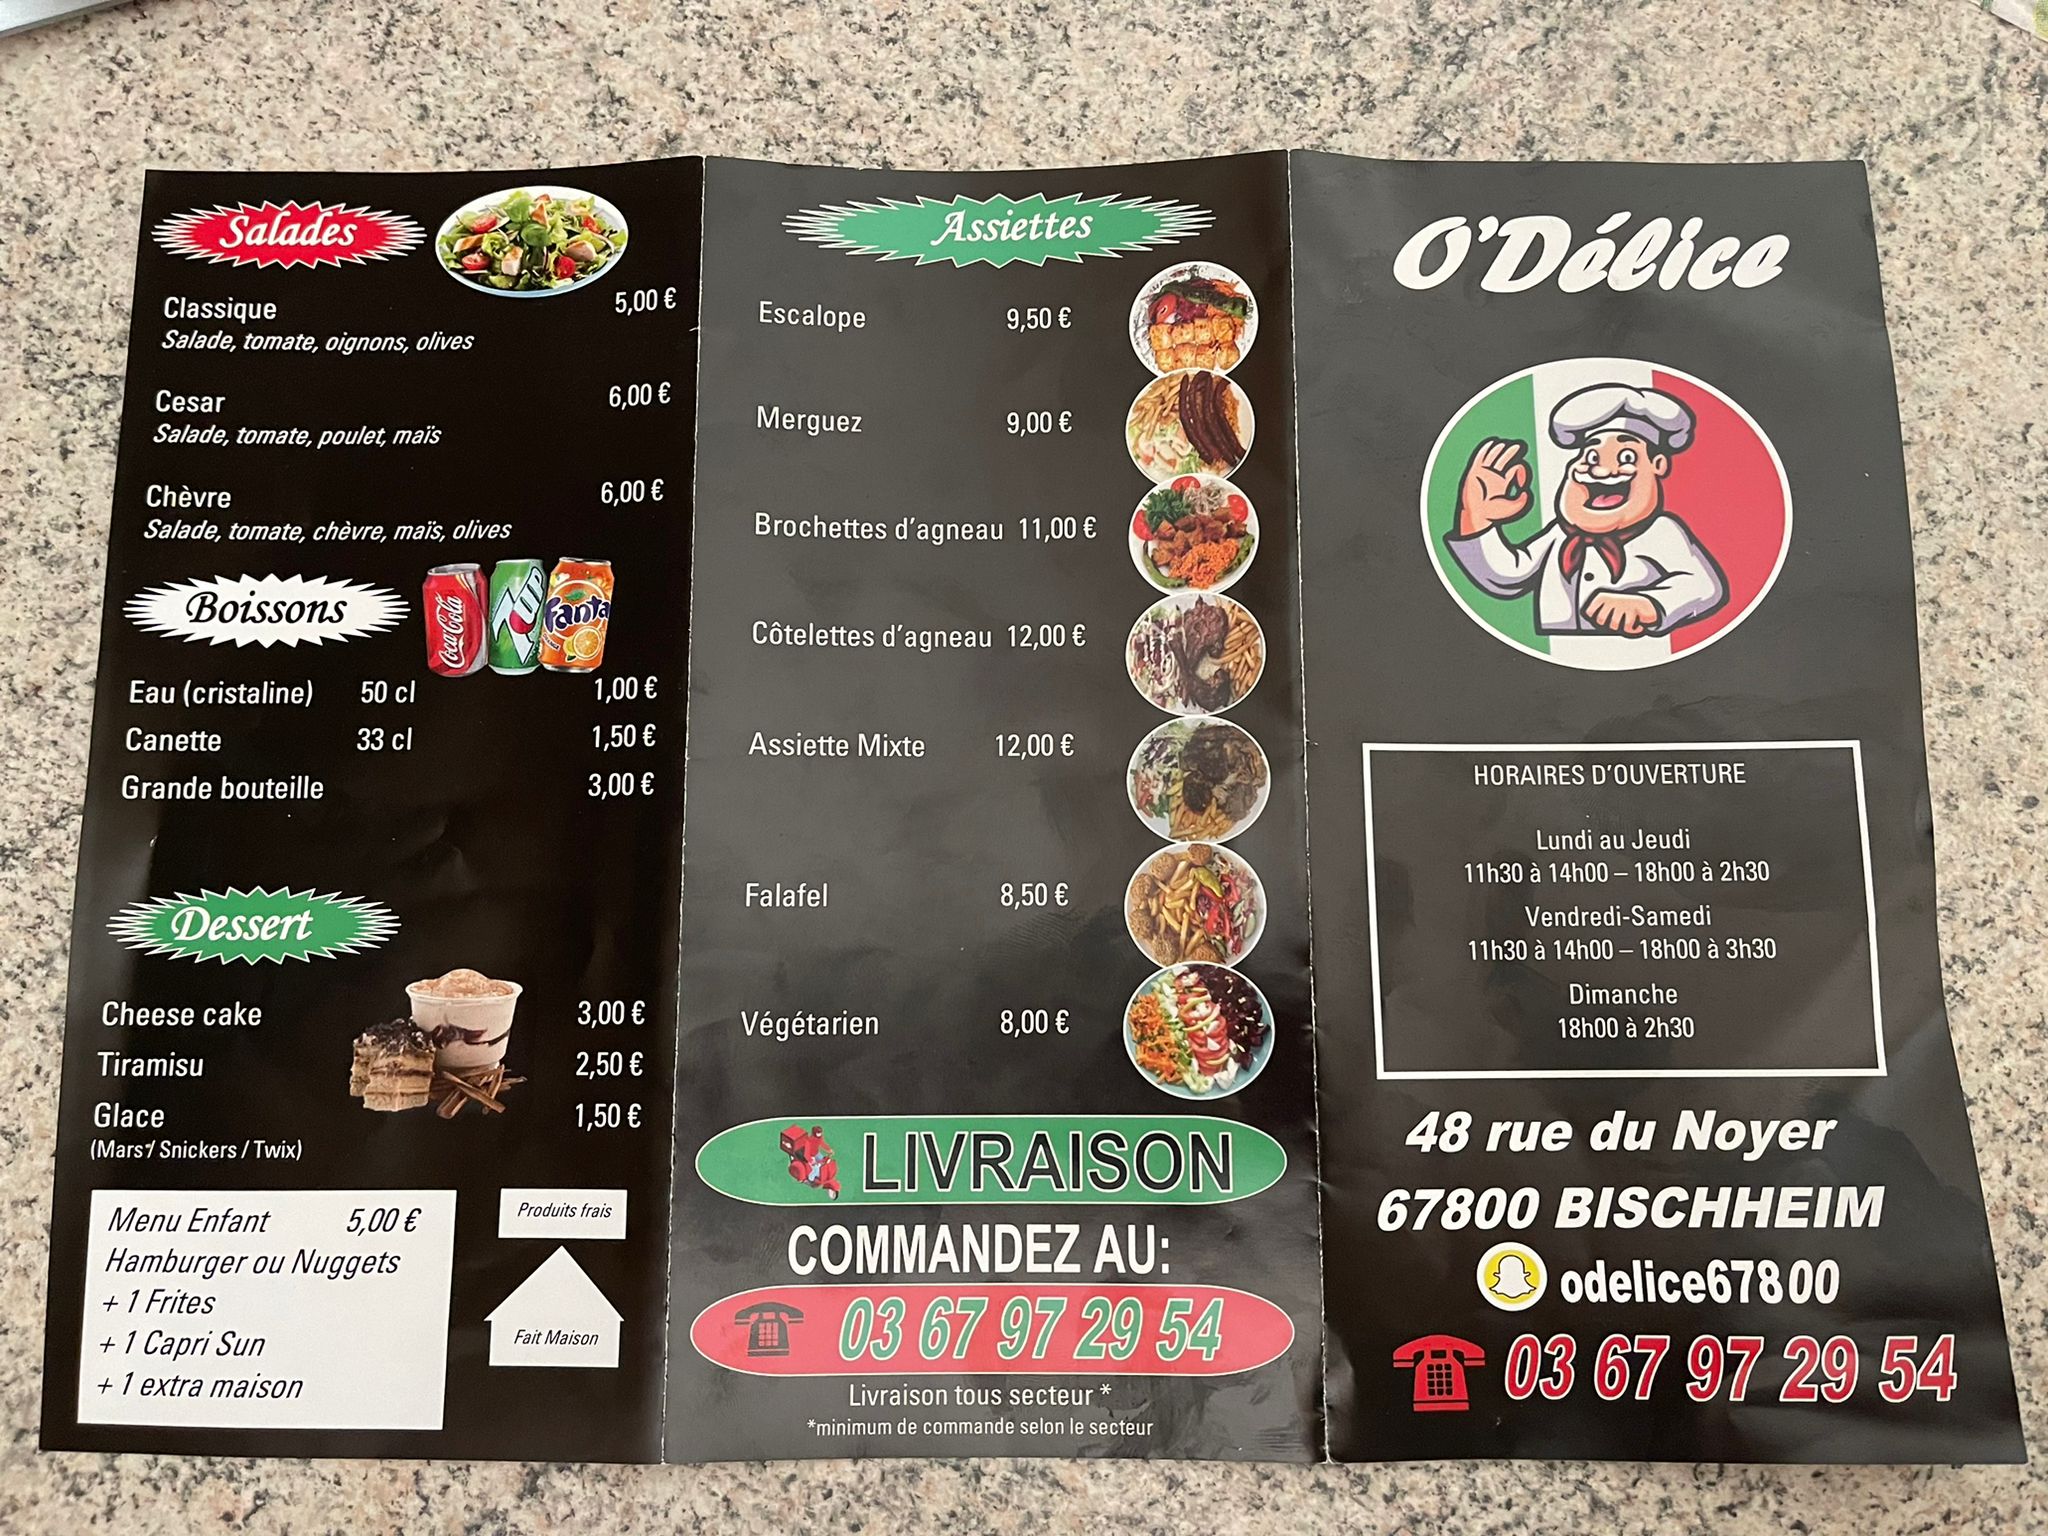 Salades
Classique 5,00 €
Salade, tomate, oignons, olives
Cesar 6,00 €
Salade, tomate, poulet, maïs
Chèvre 6,00 €
Salade, tomate, chèvre, maïs, olives
Boissons
Coca-Cola
7UP
Fanta
Eau (cristaline) 50 cl 1,00 €
Canette 33 cl 1,50 €
Grande bouteille 3,00 €
Dessert
Cheese cake 3,00 €
Tiramisu 2,50 €
Glace 1,50 €
(Mars / Snickers / Twix)
Menu Enfant 5,00 €
Hamburger ou Nuggets
+ 1 Frites
+ 1 Capri Sun
+ 1 extra maison
Produits frais
Fait Maison
Assiettes
Escalope 9,50 €
Merguez 9,00 €
Brochettes d'agneau 11,00 €
Côtelettes d'agneau 12,00 €
Assiette Mixte 12,00 €
Falafel 8,50 €
Végétarien 8,00 €
LIVRAISON
COMMANDEZ AU:
03 67 97 29 54
Livraison tous secteur *
*minimum de commande selon le secteur
O'Délice
HORAIRES D'OUVERTURE
Lundi au Jeudi
11h30 à 14h00 – 18h00 à 2h30
Vendredi-Samedi
11h30 à 14h00 – 18h00 à 3h30
Dimanche
18h00 à 2h30
48 rue du Noyer
67800 BISCHHEIM
odelice67800
03 67 97 29 54